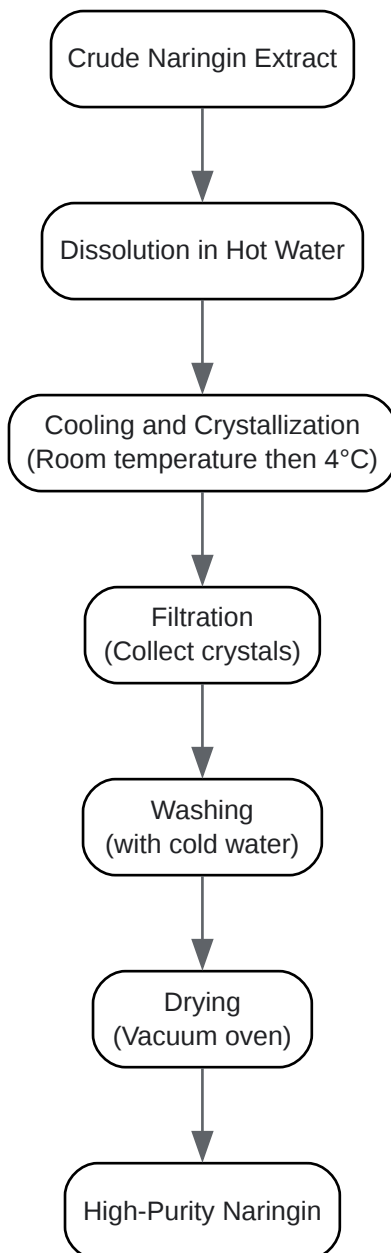 Crude Naringin Extract
Dissolution in Hot Water
Cooling and Crystallization
(Room temperature then 4°C)
Filtration
(Collect crystals)
Washing
(with cold water)
Drying
(Vacuum oven)
High-Purity Naringin